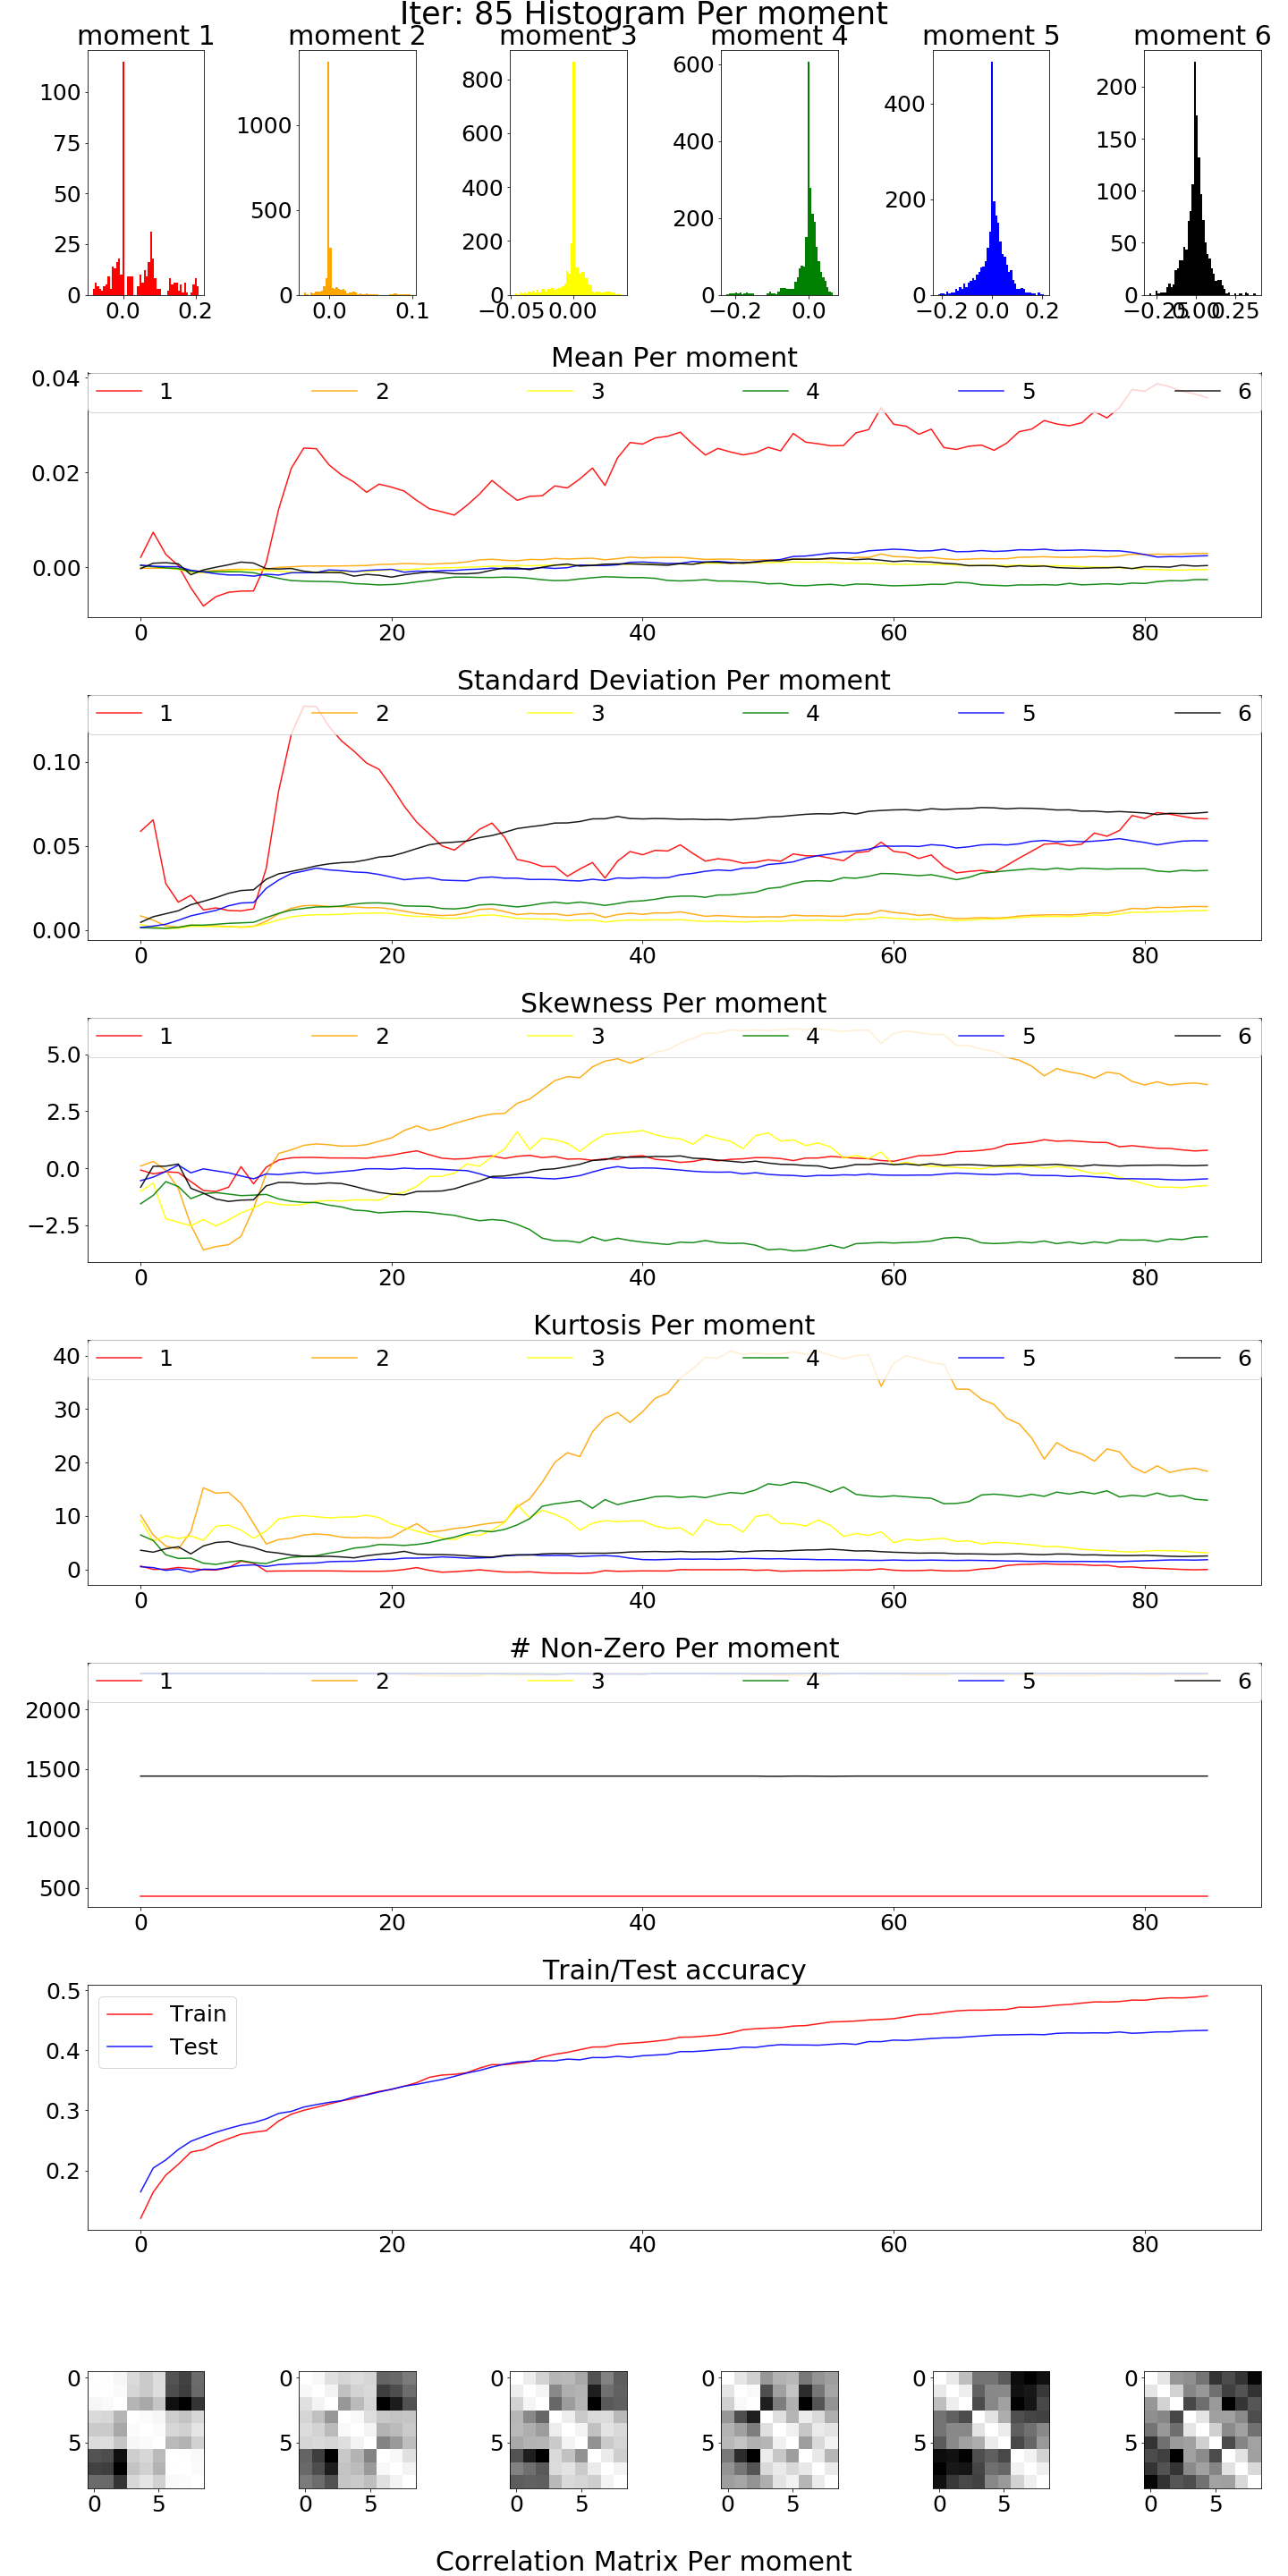 Iter: 85 Histogram Per moment
moment 1 moment 2 moment 3 moment 4 moment 5 moment 6
100 75 50 25 0
0.0 0.2
1000 500 0
0.0 0.1
800 600 400 200 0
−0.05 0.00
600 400 200 0
−0.2 0.0
400 200 0
−0.2 0.0 0.2
200 150 100 50 0
−0.25 0.00 0.25
Mean Per moment
1 2 3 4 5 6
0.04
0.02
0.00
0 20 40 60 80
Standard Deviation Per moment
1 2 3 4 5 6
0.10
0.05
0.00
0 20 40 60 80
Skewness Per moment
1 2 3 4 5 6
5.0
2.5
0.0
−2.5
0 20 40 60 80
Kurtosis Per moment
1 2 3 4 5 6
40
30
20
10
0
0 20 40 60 80
# Non-Zero Per moment
1 2 3 4 5 6
2000
1500
1000
500
0 20 40 60 80
Train/Test accuracy
Train
Test
0.5
0.4
0.3
0.2
0 20 40 60 80
0 0 0 0 0 0
5 5 5 5 5 5
0 5 0 5 0 5 0 5 0 5 0 5
Correlation Matrix Per moment